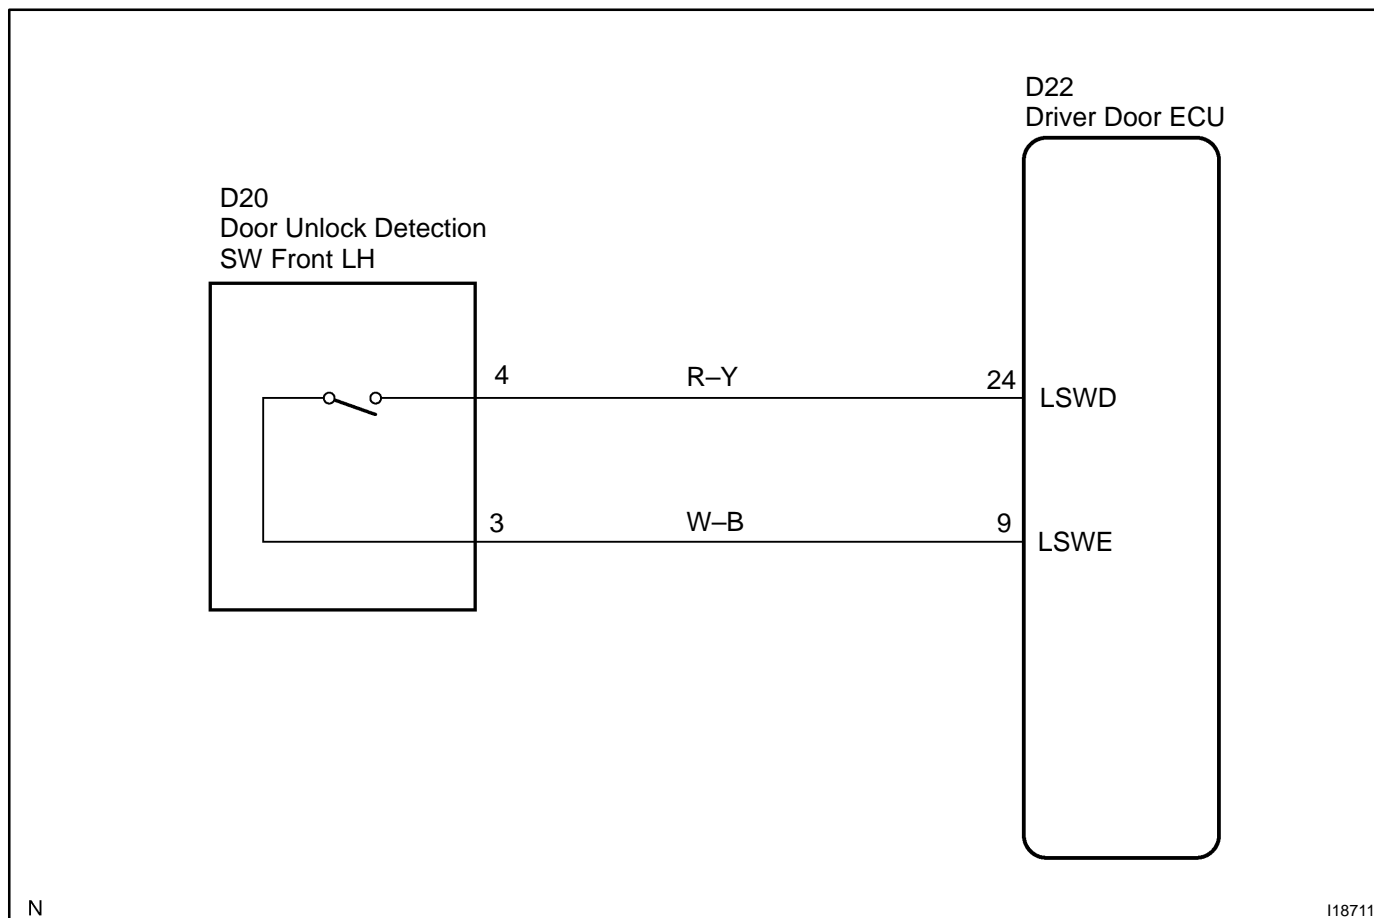 D22
Driver Door ECU
D20
Door Unlock Detection
SW Front LH
4
R–Y
24
LSWD
3
W–B
9
LSWE
N
I18711